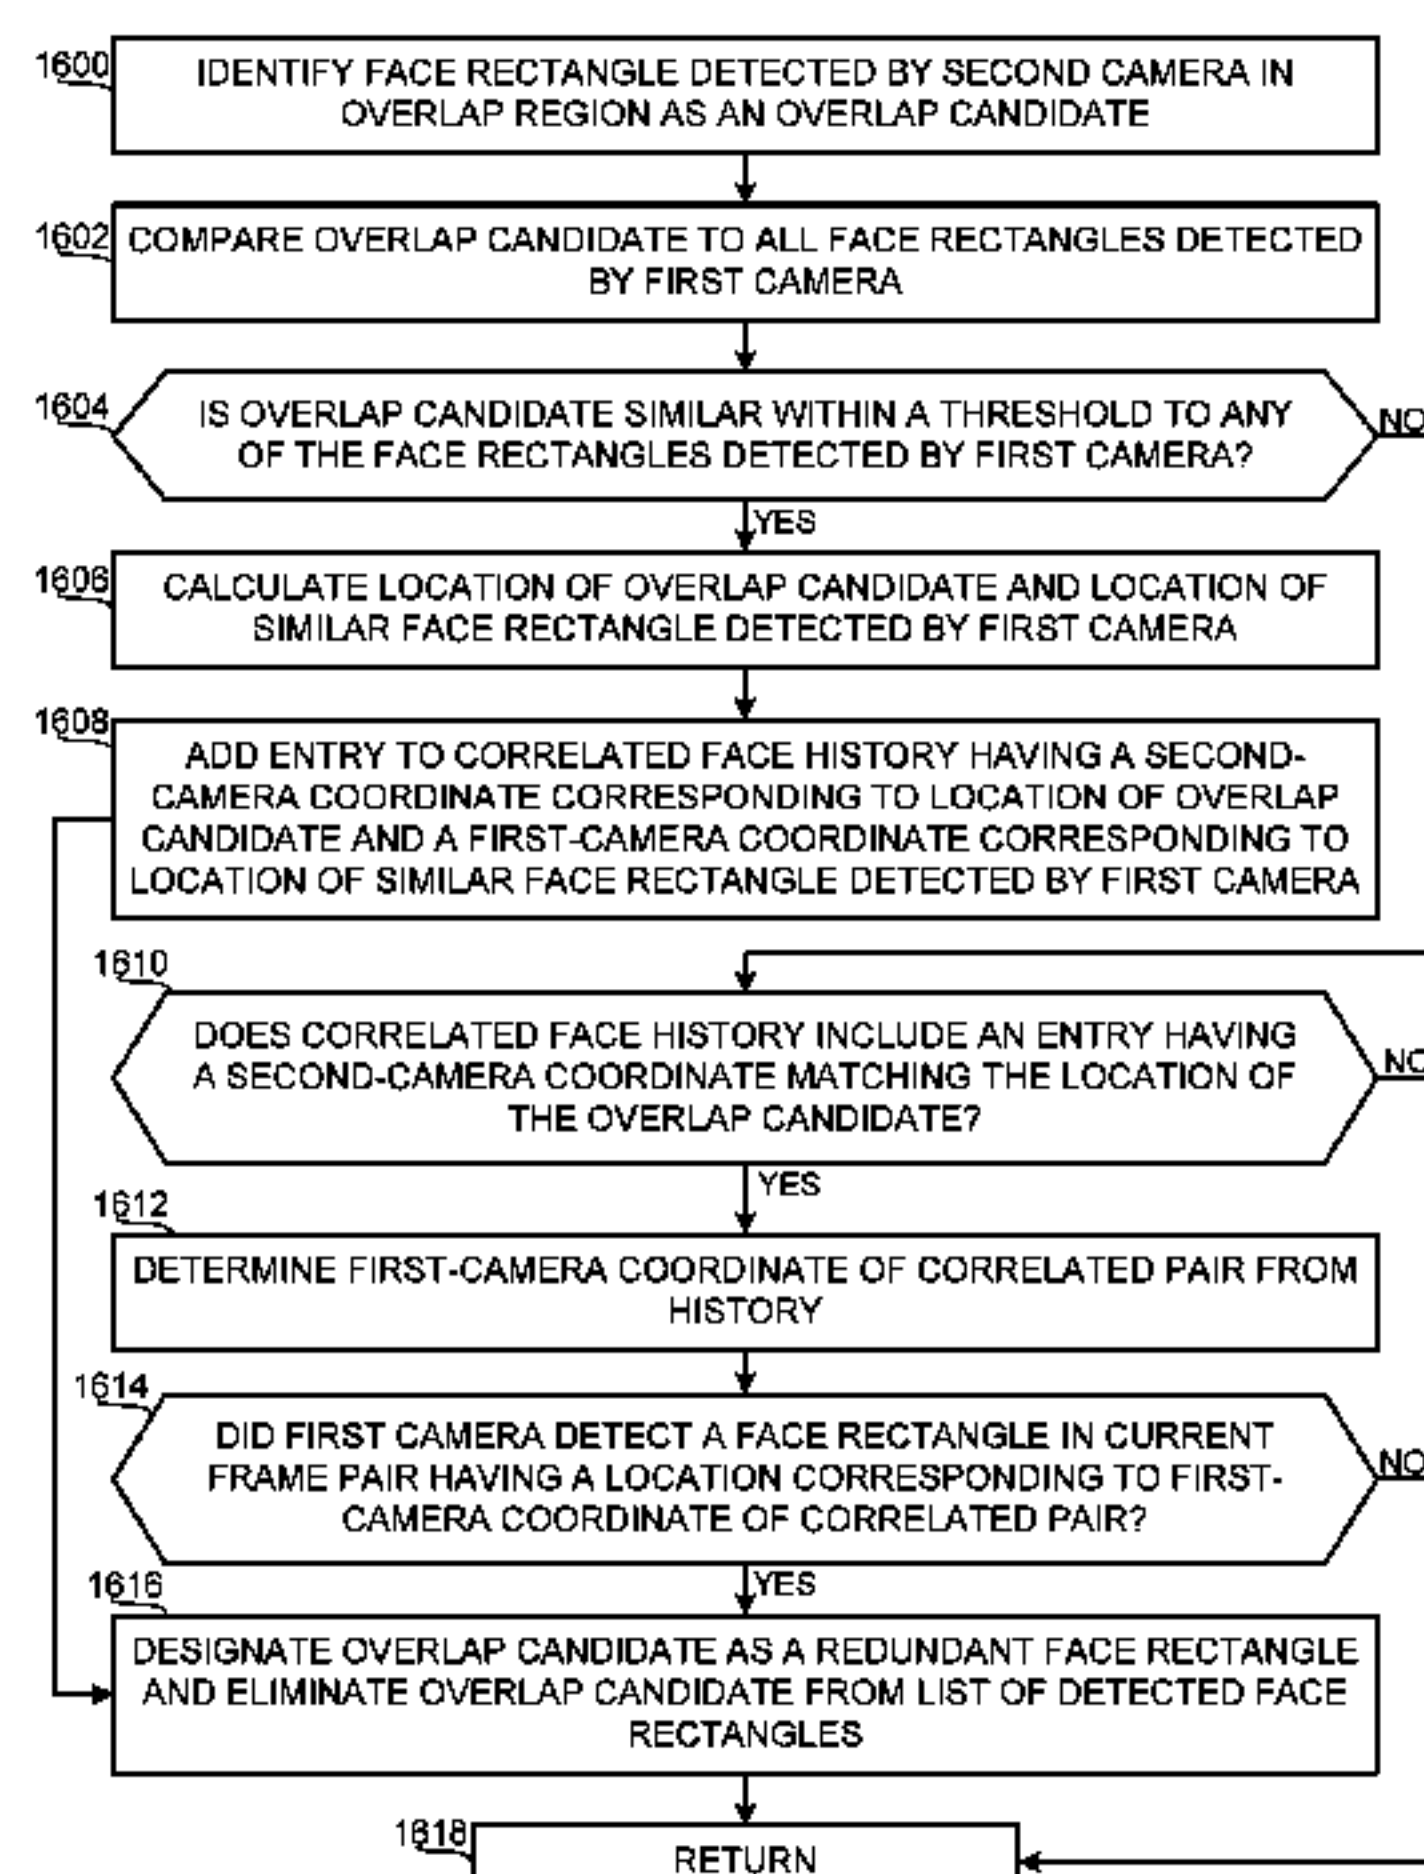 1600
IDENTIFY FACE RECTANGLE DETECTED BY SECOND CAMERA IN
OVERLAP REGION AS AN OVERLAP CANDIDATE
1602
COMPARE OVERLAP CANDIDATE TO ALL FACE RECTANGLES DETECTED
BY FIRST CAMERA
1604
IS OVERLAP CANDIDATE SIMILAR WITHIN A THRESHOLD TO ANY
OF THE FACE RECTANGLES DETECTED BY FIRST CAMERA?
NO
YES
1606
CALCULATE LOCATION OF OVERLAP CANDIDATE AND LOCATION OF
SIMILAR FACE RECTANGLE DETECTED BY FIRST CAMERA
1608
ADD ENTRY TO CORRELATED FACE HISTORY HAVING A SECOND-
CAMERA COORDINATE CORRESPONDING TO LOCATION OF OVERLAP
CANDIDATE AND A FIRST-CAMERA COORDINATE CORRESPONDING TO
LOCATION OF SIMILAR FACE RECTANGLE DETECTED BY FIRST CAMERA
1610
DOES CORRELATED FACE HISTORY INCLUDE AN ENTRY HAVING
A SECOND-CAMERA COORDINATE MATCHING THE LOCATION OF
THE OVERLAP CANDIDATE?
NO
YES
1612
DETERMINE FIRST-CAMERA COORDINATE OF CORRELATED PAIR FROM
HISTORY
1614
DID FIRST CAMERA DETECT A FACE RECTANGLE IN CURRENT
FRAME PAIR HAVING A LOCATION CORRESPONDING TO FIRST-
CAMERA COORDINATE OF CORRELATED PAIR?
NO
YES
1616
DESIGNATE OVERLAP CANDIDATE AS A REDUNDANT FACE RECTANGLE
AND ELIMINATE OVERLAP CANDIDATE FROM LIST OF DETECTED FACE
RECTANGLES
1618
RETURN